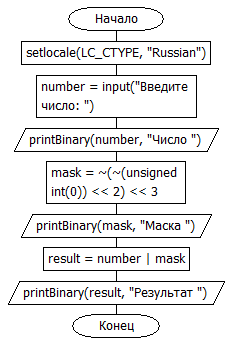 Начало
setlocale(LC_CTYPE, "Russian")
number = input("Введите
число: ")
printBinary(number, "Число ")
mask = ~(~(unsigned
int(0)) << 2) << 3
printBinary(mask, "Маска ")
result = number | mask
printBinary(result, "Результат ")
Конец